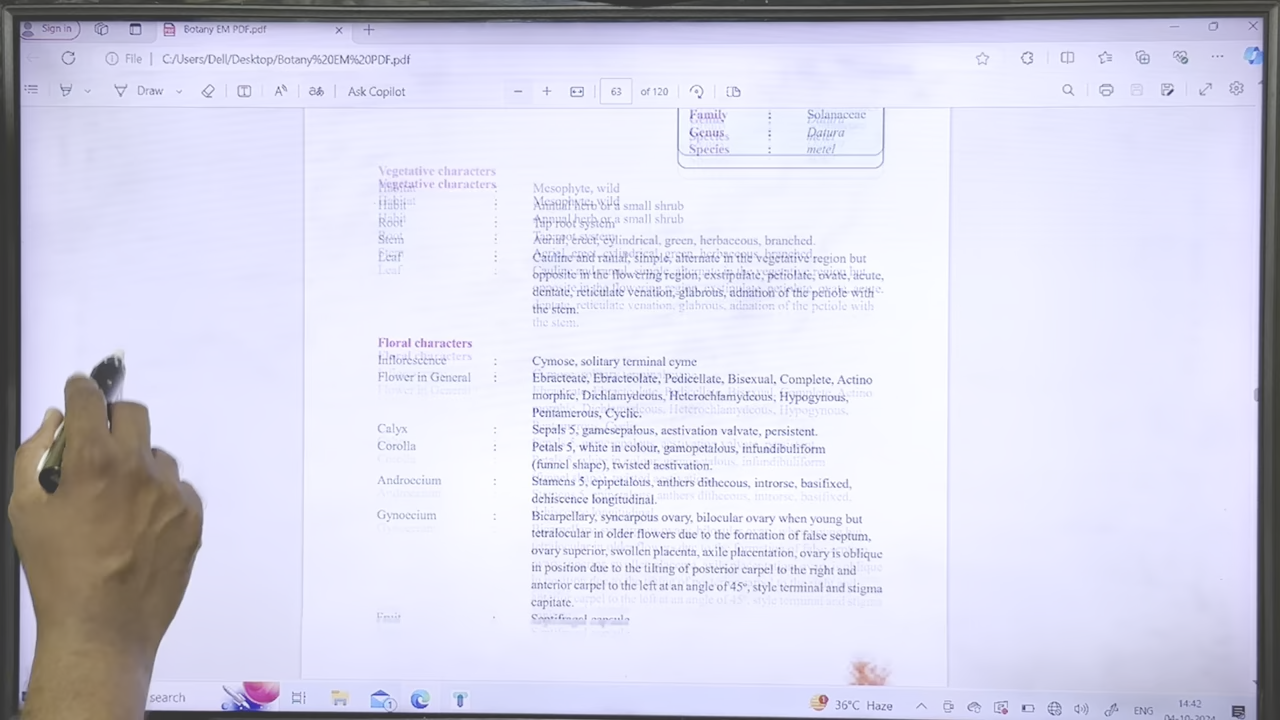 Sign in
Botany EM PDF.pdf
File
C:/Users/Dell/Desktop/Botany%20EM%20PDF.pdf
Draw
Ask Copilot
63 of 120
Family : Solanaceae
Genus : Datura
Species : metel
Vegetative characters
Habitat : Mesophyte, wild
Habit : Annual herb or a small shrub
Root : Tap root system
Stem : Aerial, erect, cylindrical, green, herbaceous, branched.
Leaf : Cauline and ramal, simple, alternate in the vegetative region but
opposite in the flowering region, exstipulate, petiolate, ovate, acute,
dentate, reticulate venation, glabrous, adnation of the petiole with
the stem.
Floral characters
Inflorescence : Cymose, solitary terminal cyme
Flower in General : Ebracteate, Ebracteolate, Pedicellate, Bisexual, Complete, Actino
morphic, Dichlamydeous, Heterochlamydeous, Hypogynous,
Pentamerous, Cyclic.
Calyx : Sepals 5, gamosepalous, aestivation valvate, persistent.
Corolla : Petals 5, white in colour, gamopetalous, infundibuliform
(funnel shape), twisted aestivation.
Androecium : Stamens 5, epipetalous, anthers dithecous, introrse, basifixed,
dehiscence longitudinal.
Gynoecium : Bicarpellary, syncarpous ovary, bilocular ovary when young but
tetralocular in older flowers due to the formation of false septum,
ovary superior, swollen placenta, axile placentation, ovary is oblique
in position due to the tilting of posterior carpel to the right and
anterior carpel to the left at an angle of 45º, style terminal and stigma
capitate.
Fruit : Septifragal capsule
search
36°C Haze
ENG
14:42
04-10-2024